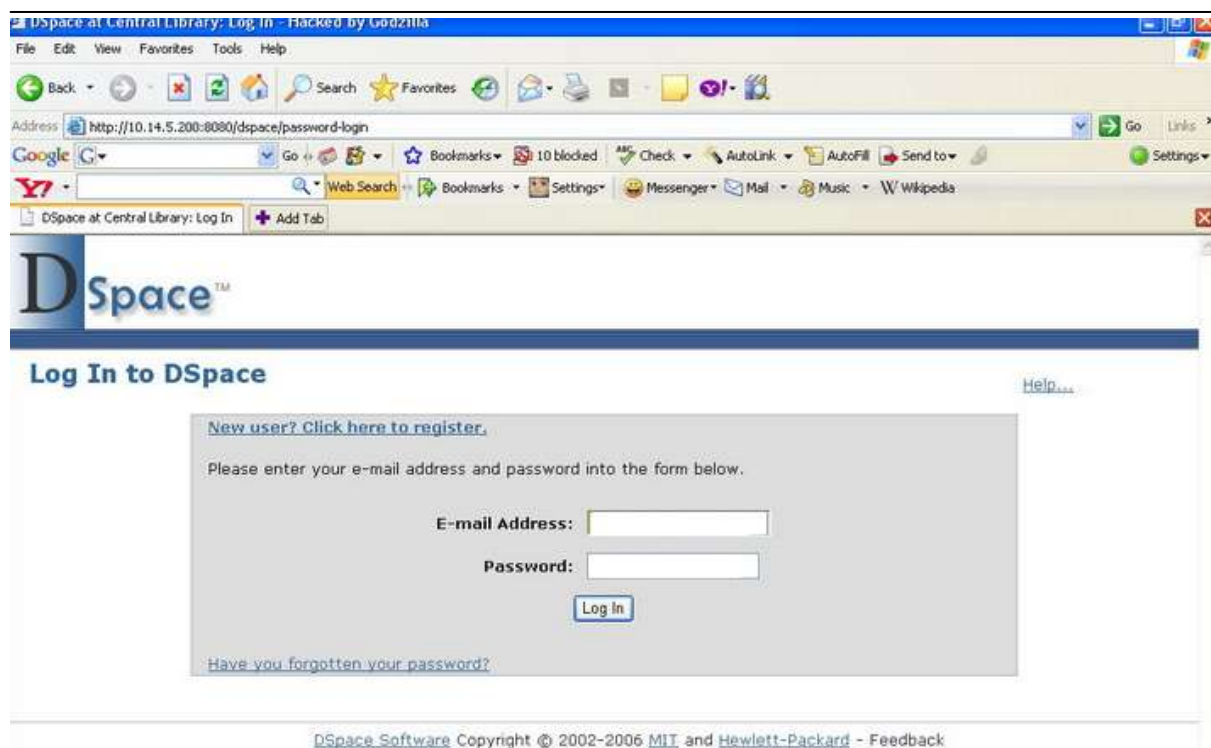 DSpace at Central Library: Log In - Hacked by Godzilla
File Edit View Favorites Tools Help
Back Search Favorites
Address http://10.14.5.200:8080/dspace/password-login Go Links »
Google G Go Bookmarks 10 blocked ABC Check AutoLink AutoFill Send to Settings
Y7 Web Search Bookmarks Settings Messenger Mail Music W Wikipedia
DSpace at Central Library: Log In Add Tab
DSpace™
Log In to DSpace
Help...
New user? Click here to register.
Please enter your e-mail address and password into the form below.
E-mail Address:
Password:
Log In
Have you forgotten your password?
DSpace Software Copyright © 2002-2006 MIT and Hewlett-Packard - Feedback